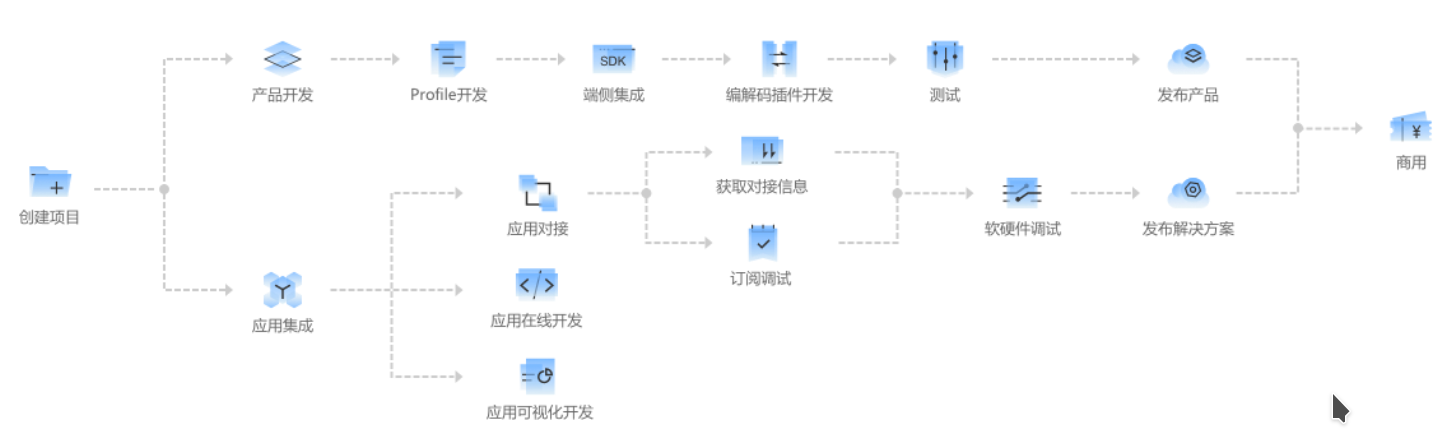 SDK
产品开发
Profile开发
端侧集成
编解码插件开发
测试
发布产品
¥
商用
创建项目
获取对接信息
应用对接
订阅调试
软硬件调试
发布解决方案
应用集成
</>
应用在线开发
应用可视化开发